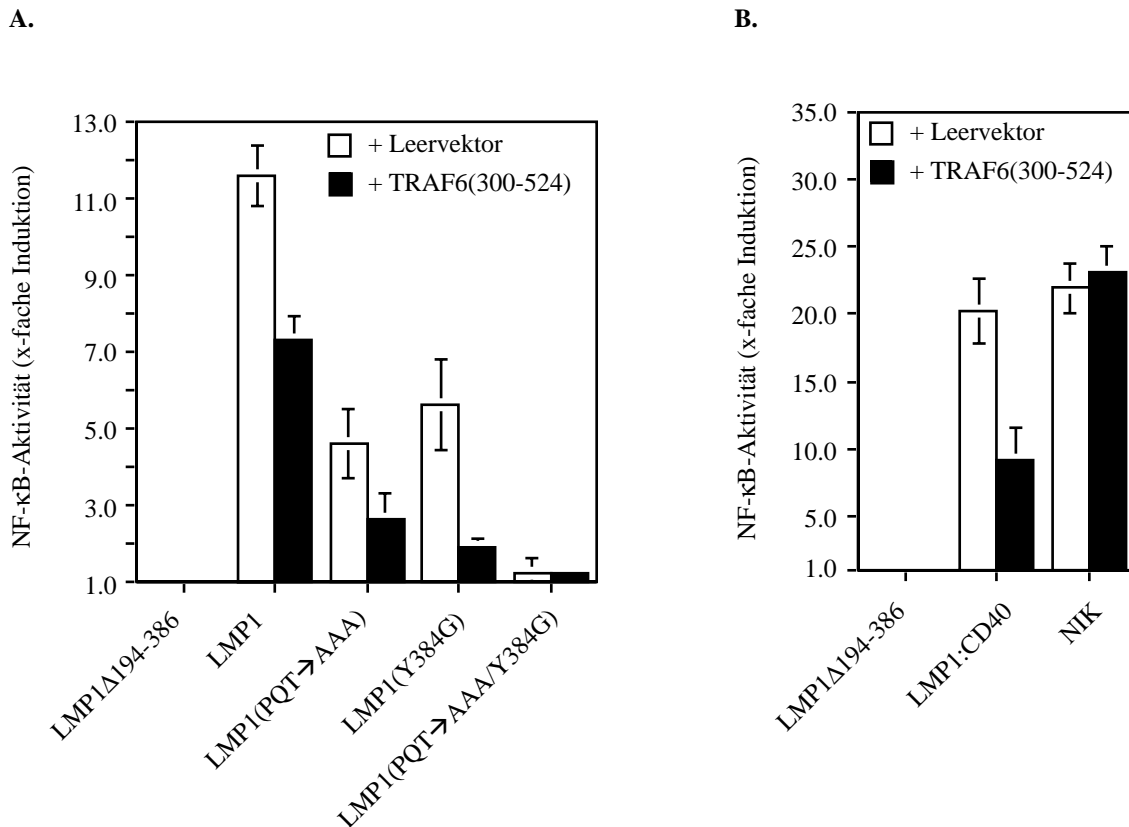 A.
NF-κB-Aktivität (x-fache Induktion)
13.0
11.0
9.0
7.0
5.0
3.0
1.0
+ Leervektor
+ TRAF6(300-524)
LMP1Δ194-386
LMP1
LMP1(PQT→AAA)
LMP1(Y384G)
LMP1(PQT→AAA/Y384G)
B.
NF-κB-Aktivität (x-fache Induktion)
35.0
30.0
25.0
20.0
15.0
10.0
5.0
1.0
+ Leervektor
+ TRAF6(300-524)
LMP1Δ194-386
LMP1:CD40
NIK